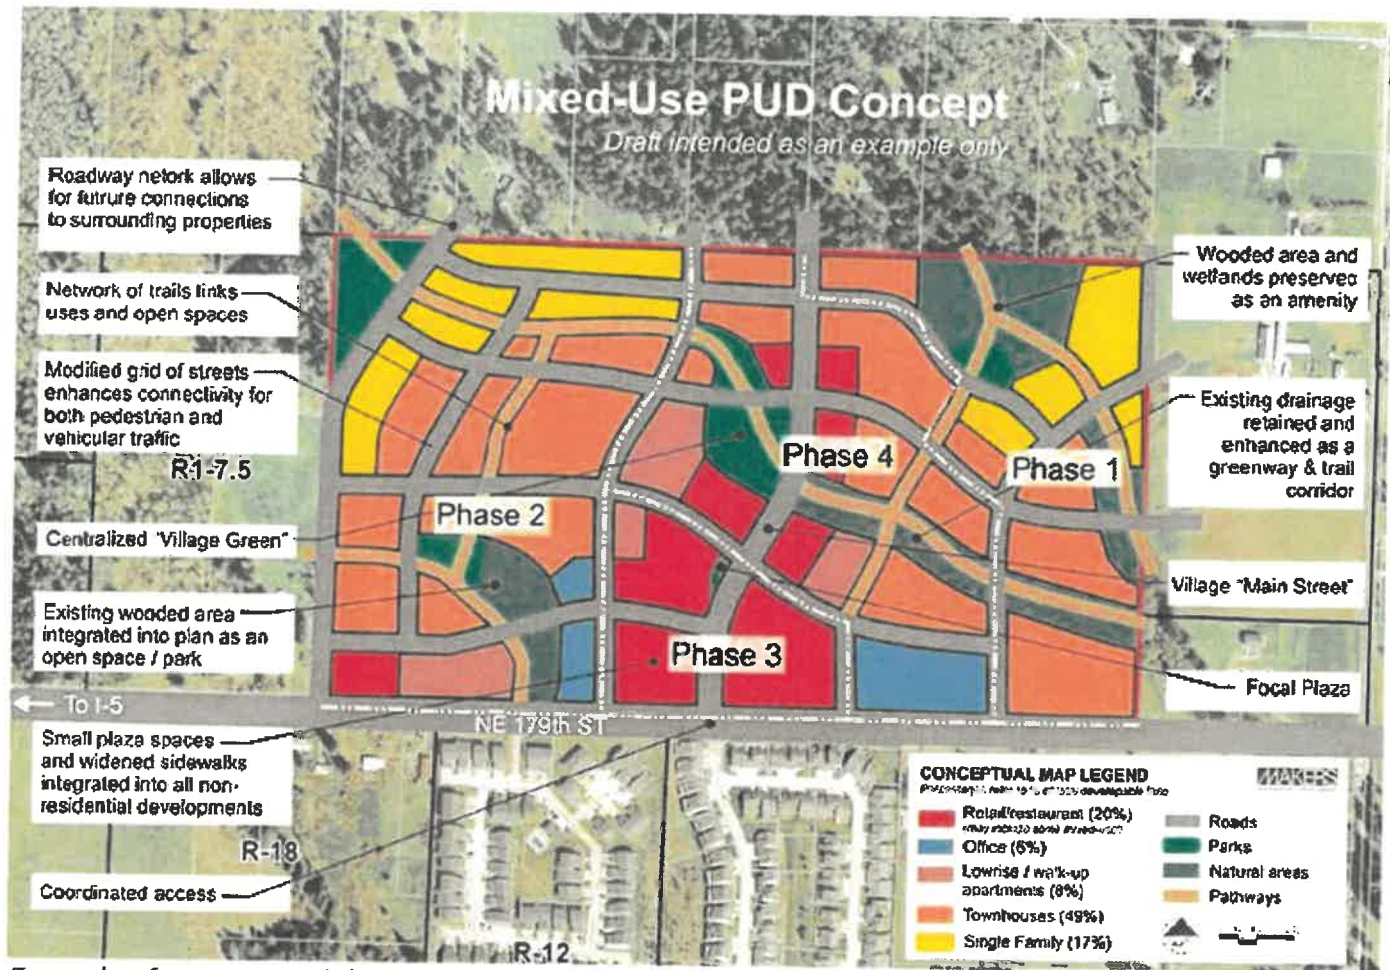 Mixed-Use PUD Concept
Draft intended as an example only
Roadway netork allows
for futrure connections
to surrounding properties
Network of trails links
uses and open spaces
Modified grid of streets
enhances connectivity for
both pedestrian and
vehicular traffic
R1-7.5
Centralized "Village Green"
Existing wooded area
integrated into plan as an
open space / park
To I-5
Small plaza spaces
and widened sidewalks
integrated into all non-
residential developments
R-18
Coordinated access
Wooded area and
wetlands preserved
as an amenity
Existing drainage
retained and
enhanced as a
greenway & trail
corridor
Village "Main Street"
Focal Plaza
Phase 4
Phase 1
Phase 2
Phase 3
NE 179th ST
R-12
CONCEPTUAL MAP LEGEND
MAKERS
Retail/restaurant (20%)
Office (6%)
Lowrise / walk-up
apartments (8%)
Townhouses (49%)
Single Family (17%)
Roads
Parks
Natural areas
Pathways